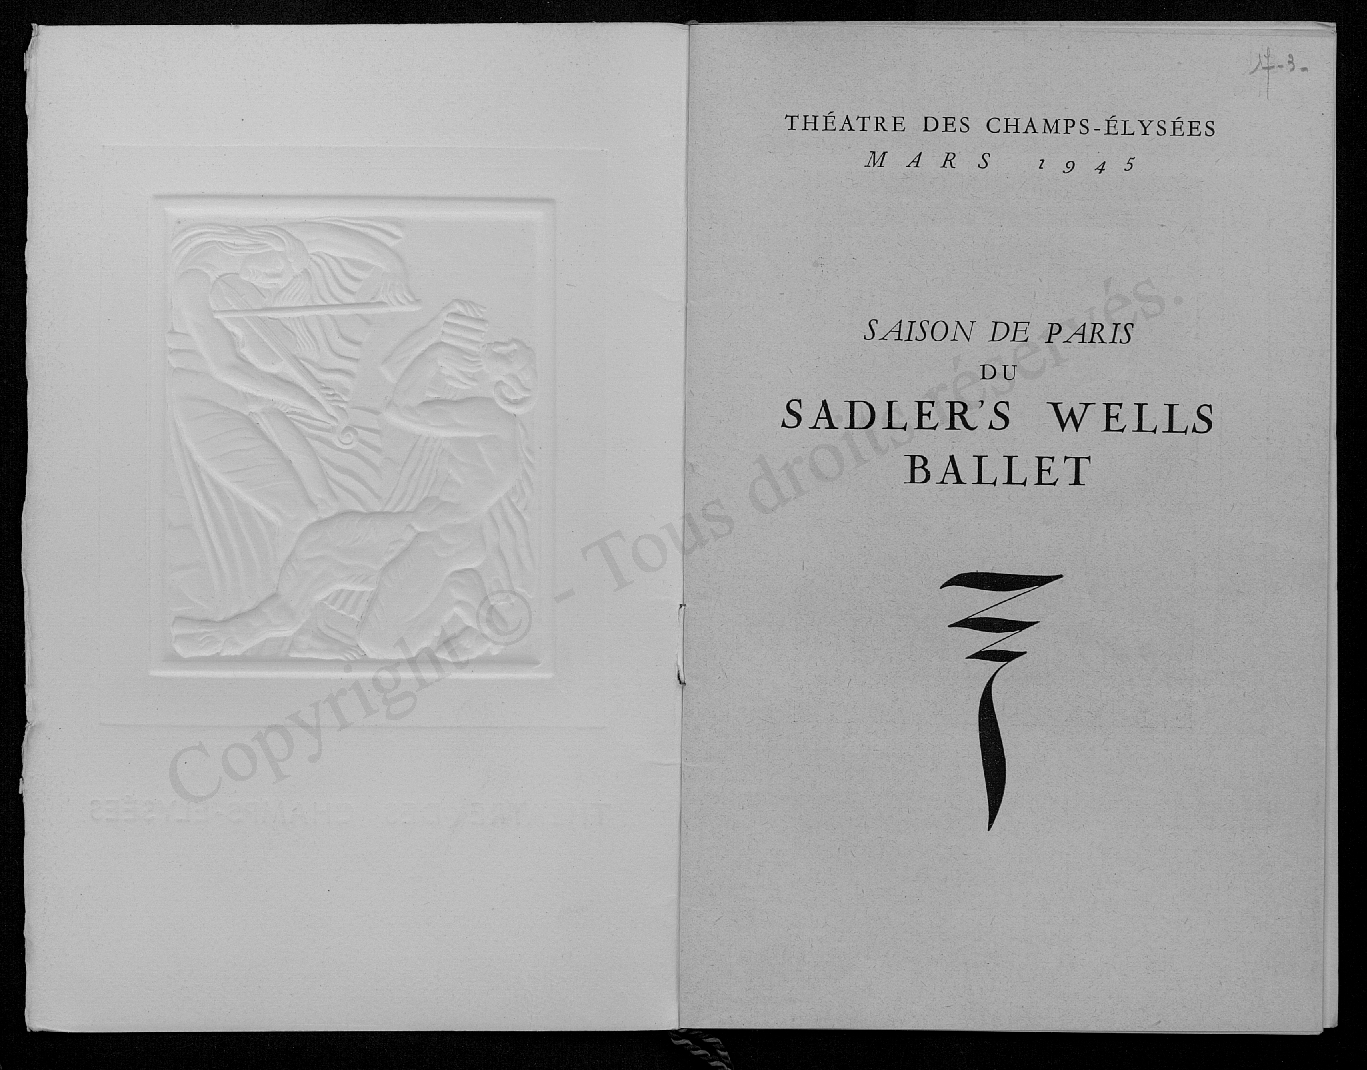 17-3-
THÉATRE DES CHAMPS-ÉLYSÉES
MARS 1945
SAISON DE PARIS
DU
SADLER'S WELLS
BALLET
Copyright © - Tous droits réservés.